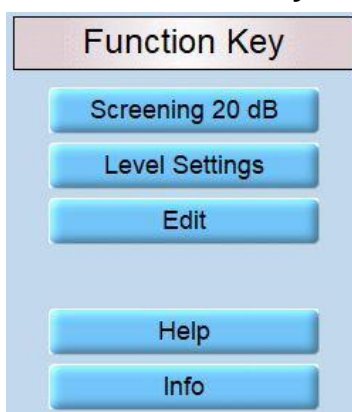 Function Key
Screening 20 dB
Level Settings
Edit
Help
Info